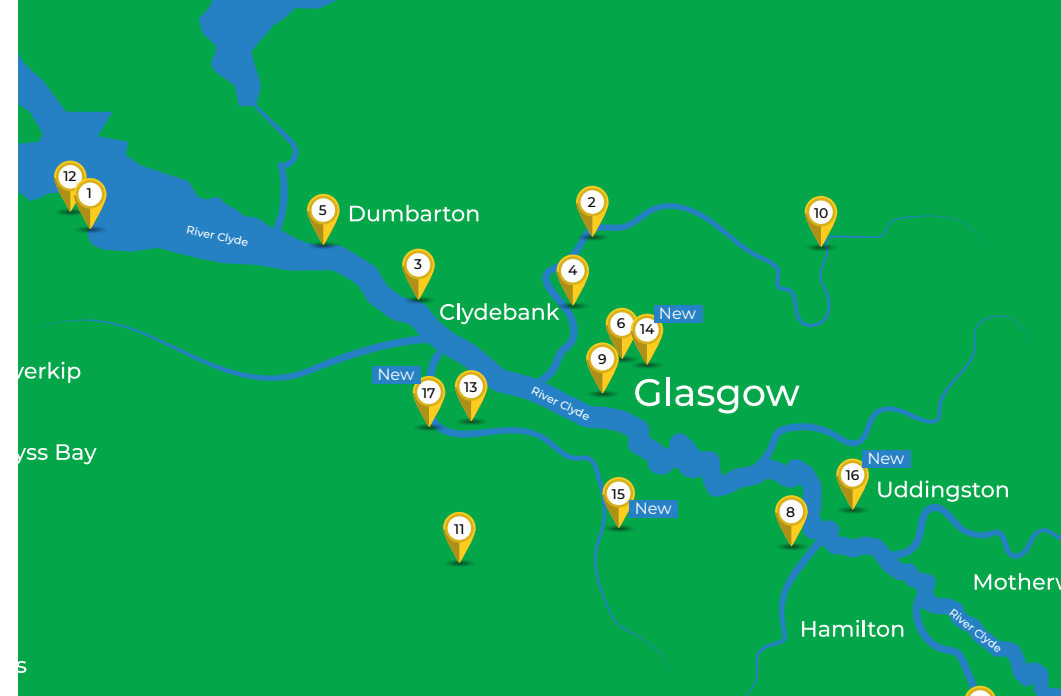 12
1
River Clyde
5
Dumbarton
2
10
3
4
Clydebank
6
14
New
9
verkip
New
17
13
River Clyde
Glasgow
yss Bay
New
16
Uddingston
15
New
8
11
Motherw
Hamilton
River Clyde
s